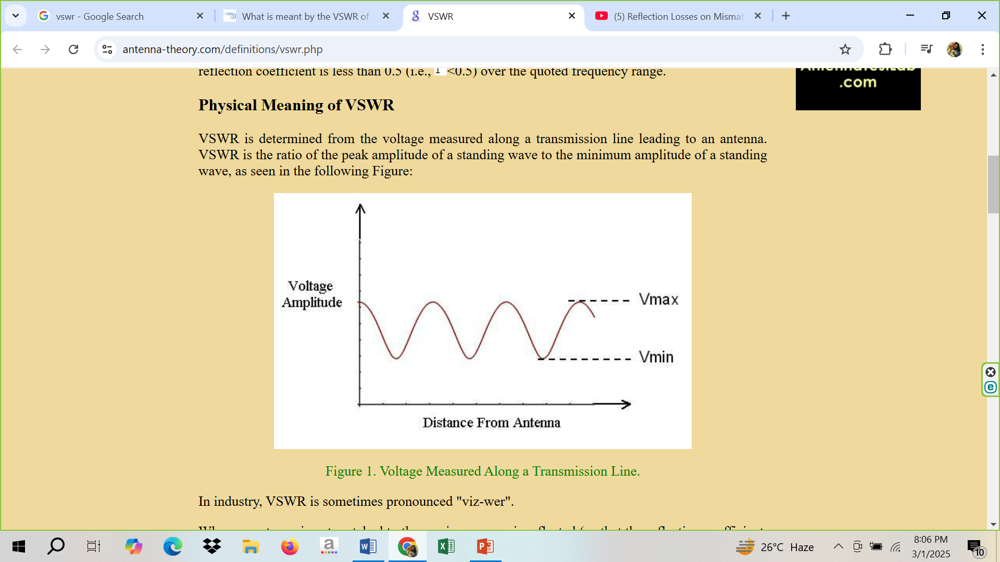 vswr - Google Search
What is meant by the VSWR of
VSWR
(5) Reflection Losses on Mismat
antenna-theory.com/definitions/vswr.php
reflection coefficient is less than 0.5 (i.e., <0.5) over the quoted frequency range.
.com
Physical Meaning of VSWR
VSWR is determined from the voltage measured along a transmission line leading to an antenna.
VSWR is the ratio of the peak amplitude of a standing wave to the minimum amplitude of a standing
wave, as seen in the following Figure:
Voltage
Amplitude
Vmax
Vmin
Distance From Antenna
Figure 1. Voltage Measured Along a Transmission Line.
In industry, VSWR is sometimes pronounced "viz-wer".
26°C Haze
8:06 PM
3/1/2025
10